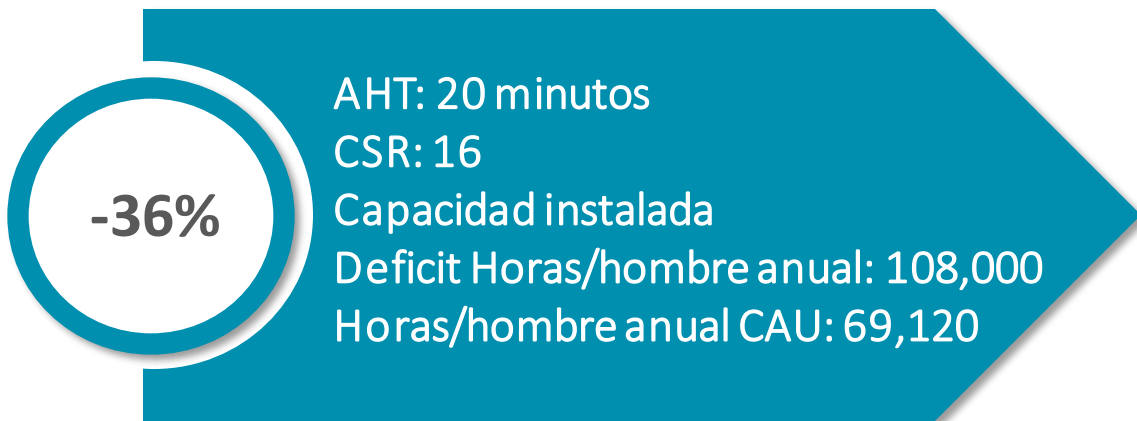 -36%
AHT: 20 minutos
CSR: 16
Capacidad instalada
Deficit Horas/hombre anual: 108,000
Horas/hombre anual CAU: 69,120